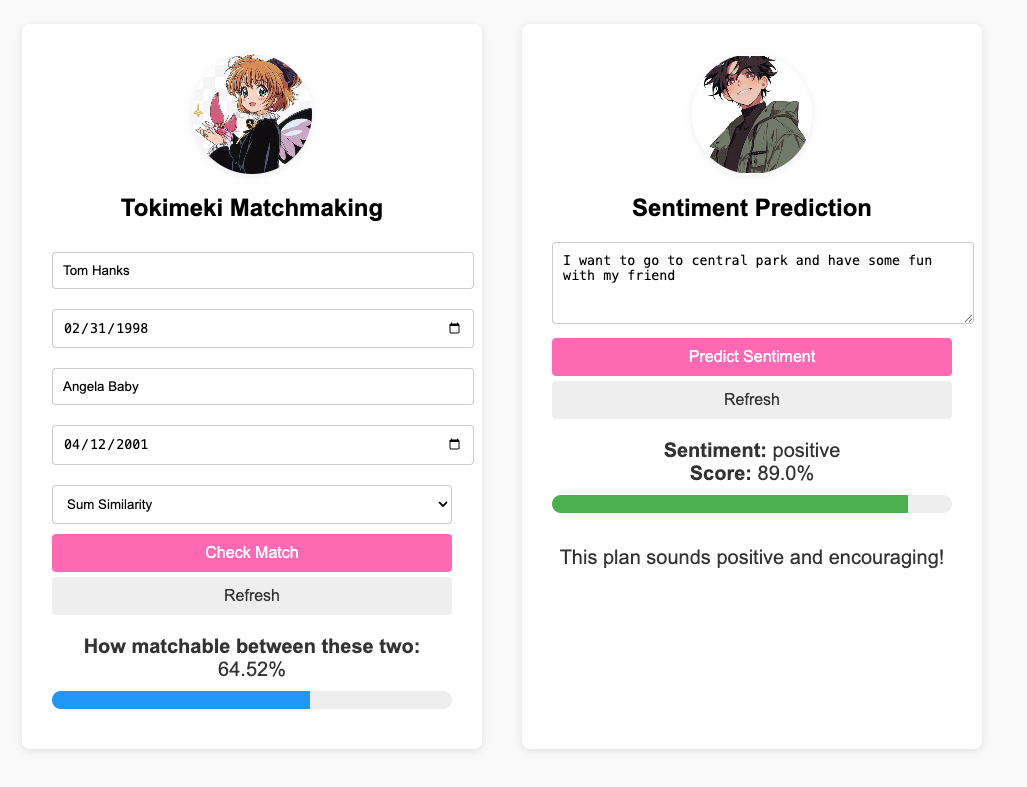 Tokimeki Matchmaking
Tom Hanks
02/31/1998
Angela Baby
04/12/2001
Sum Similarity
Check Match
Refresh
How matchable between these two:
64.52%
Sentiment Prediction
I want to go to central park and have some fun
with my friend
Predict Sentiment
Refresh
Sentiment: positive
Score: 89.0%
This plan sounds positive and encouraging!